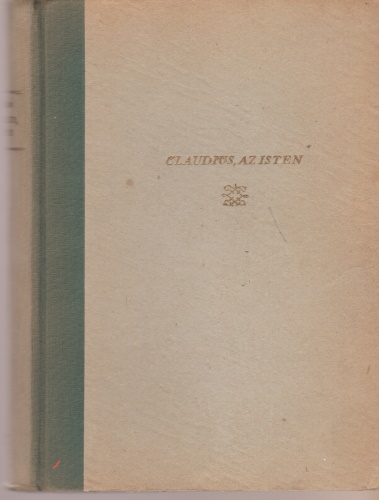 CLAUDIUS, AZ ISTEN